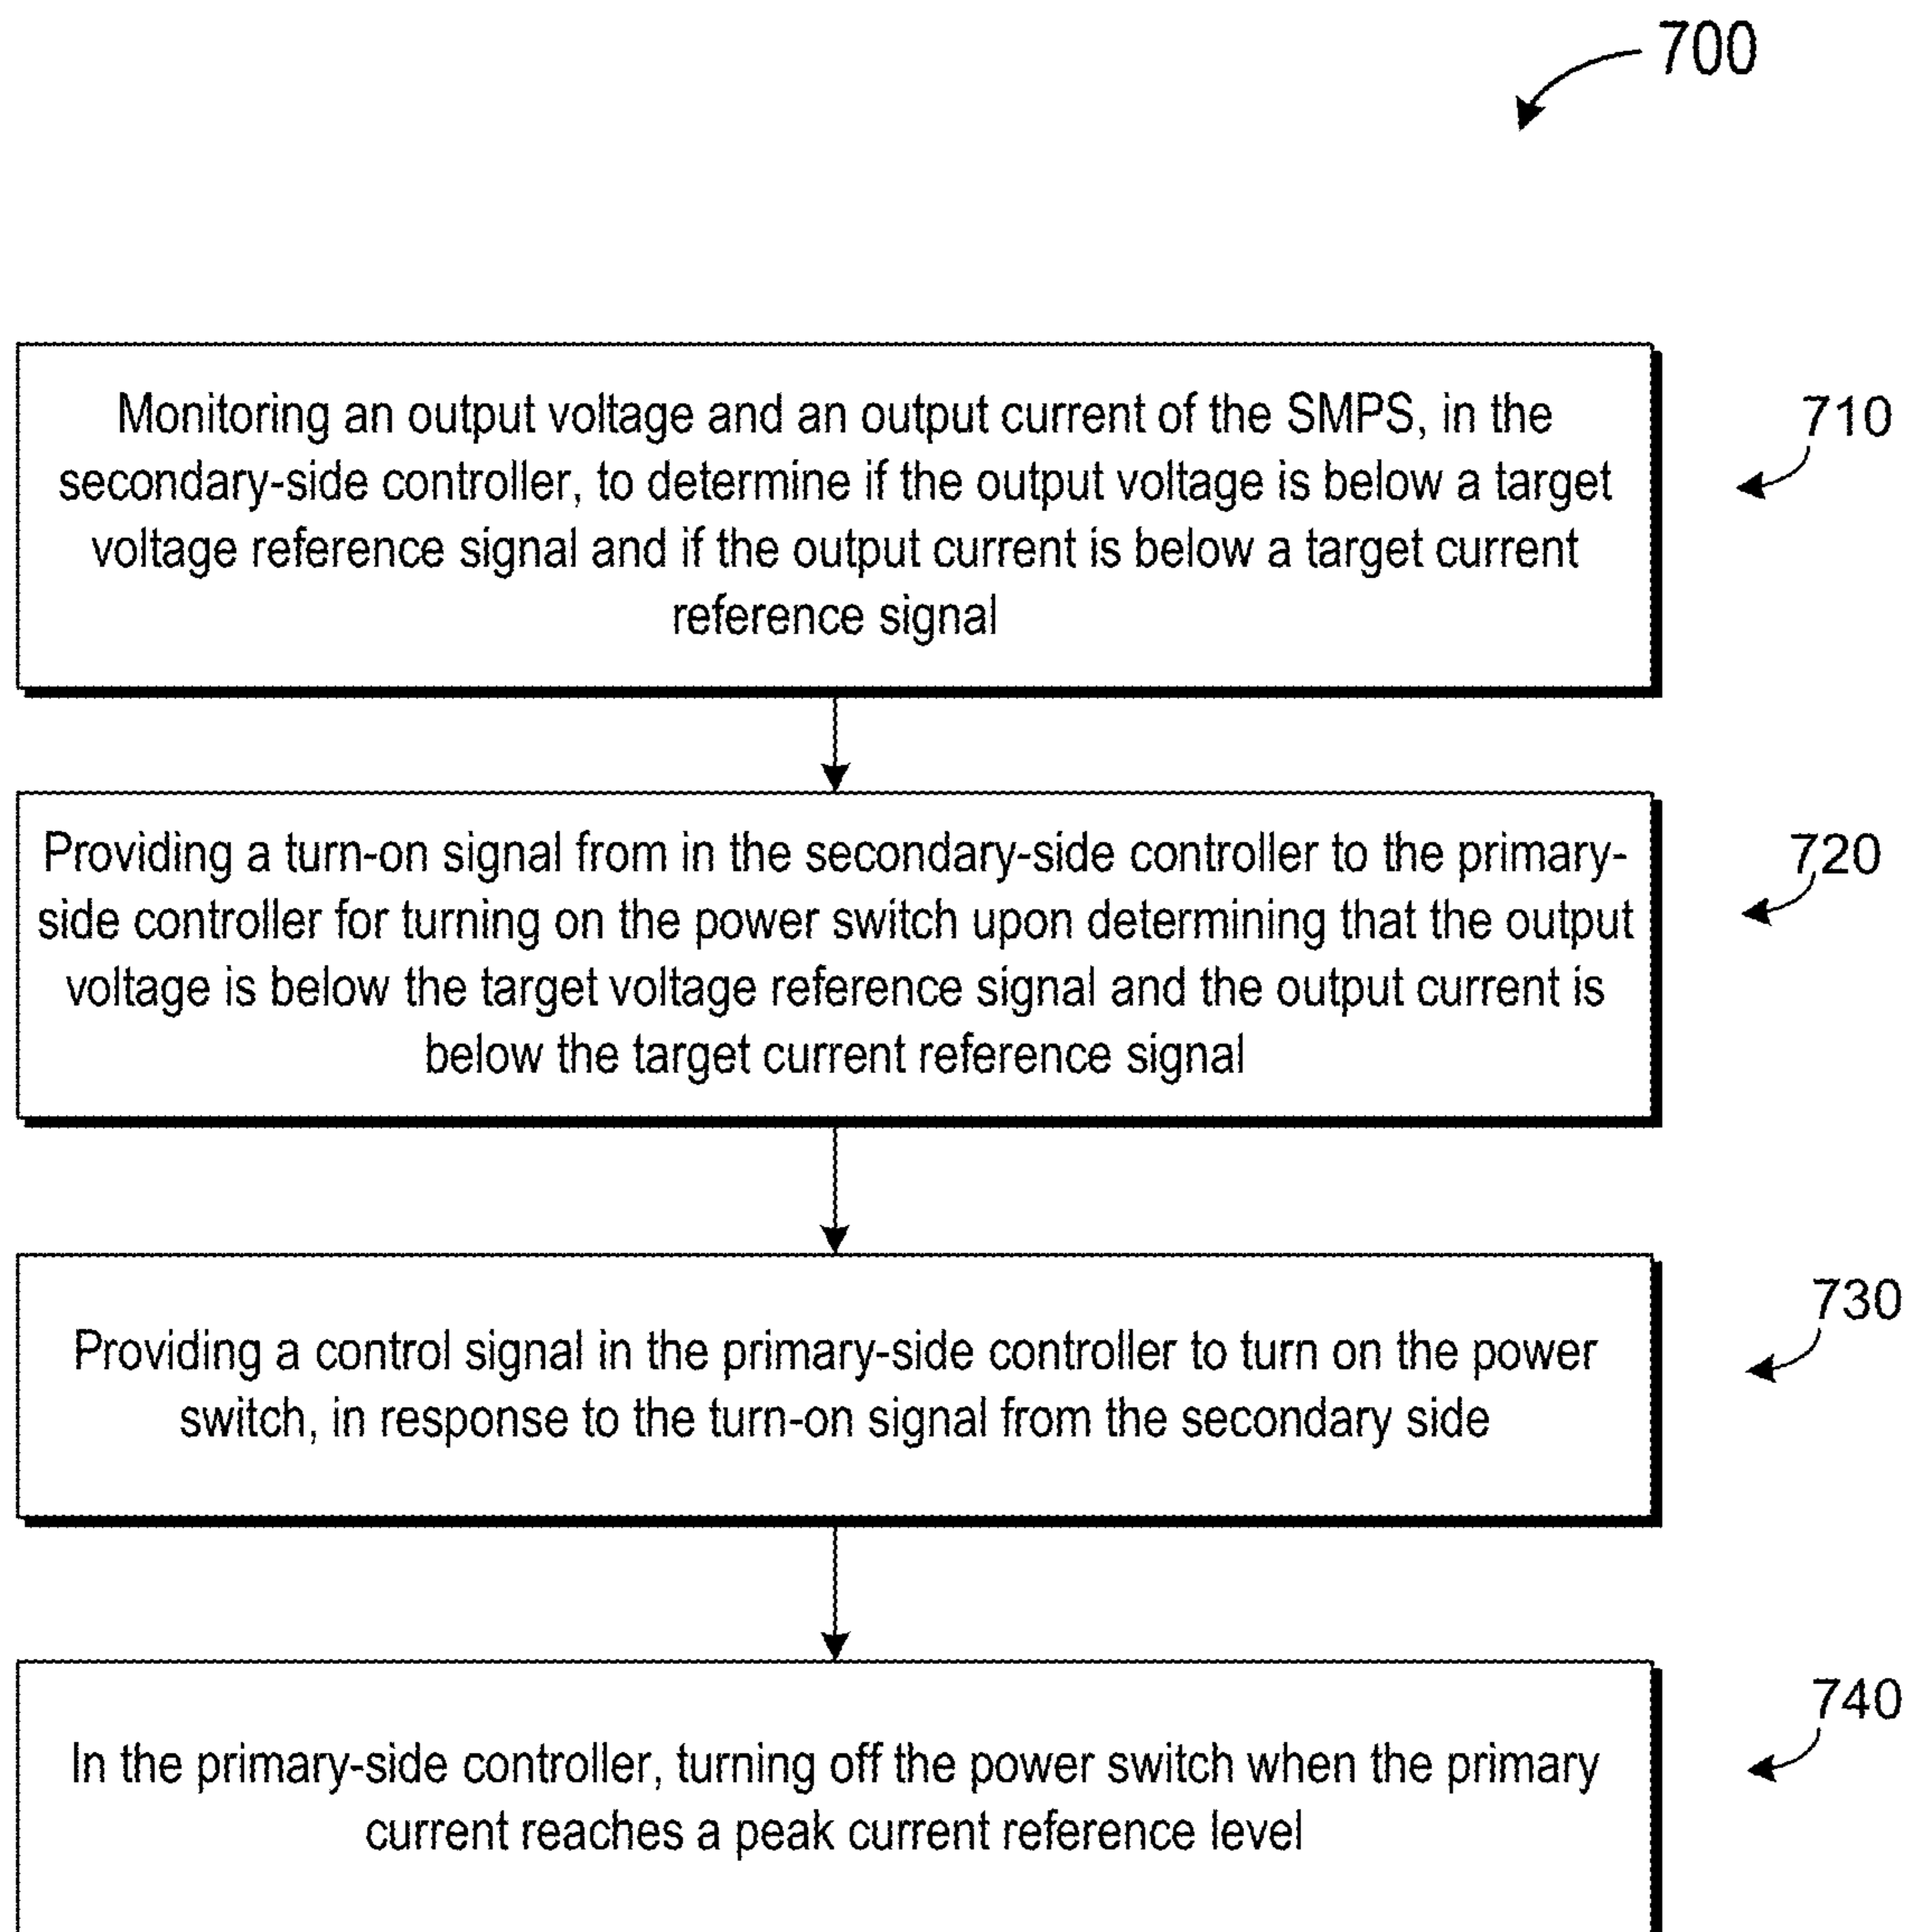 700
Monitoring an output voltage and an output current of the SMPS, in the
710
secondary-side controller, to determine if the output voltage is below a target
voltage reference signal and if the output current is below a target current
reference signal
Providing a turn-on signal from in the secondary-side controller to the primary-
720
side controller for turning on the power switch upon determining that the output
voltage is below the target voltage reference signal and the output current is
below the target current reference signal
730
Providing a control signal in the primary-side controller to turn on the power
switch, in response to the turn-on signal from the secondary side
740
In the primary-side controller, turning off the power switch when the primary
current reaches a peak current reference level